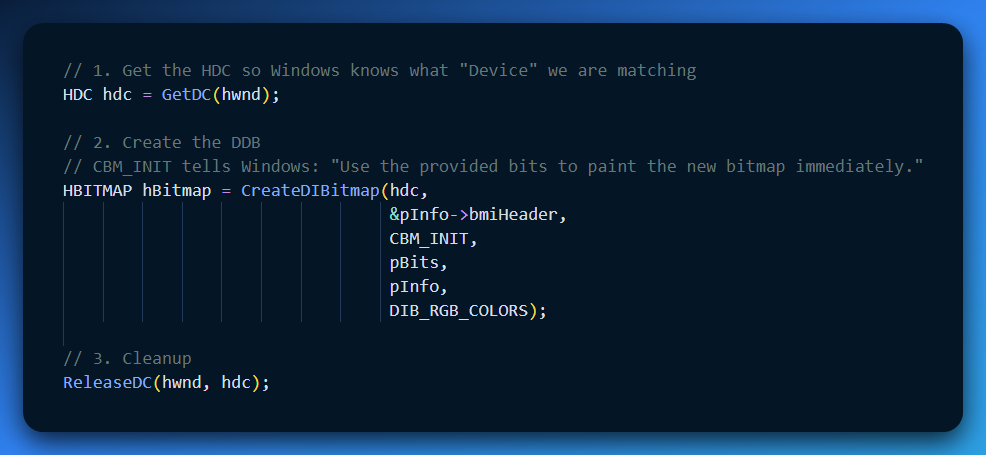 // 1. Get the HDC so Windows knows what "Device" we are matching
HDC hdc = GetDC(hwnd);
// 2. Create the DDB
// CBM_INIT tells Windows: "Use the provided bits to paint the new bitmap immediately."
HBITMAP hBitmap = CreateDIBitmap(hdc,
&pInfo->bmiHeader,
CBM_INIT,
pBits,
pInfo,
DIB_RGB_COLORS);
// 3. Cleanup
ReleaseDC(hwnd, hdc);